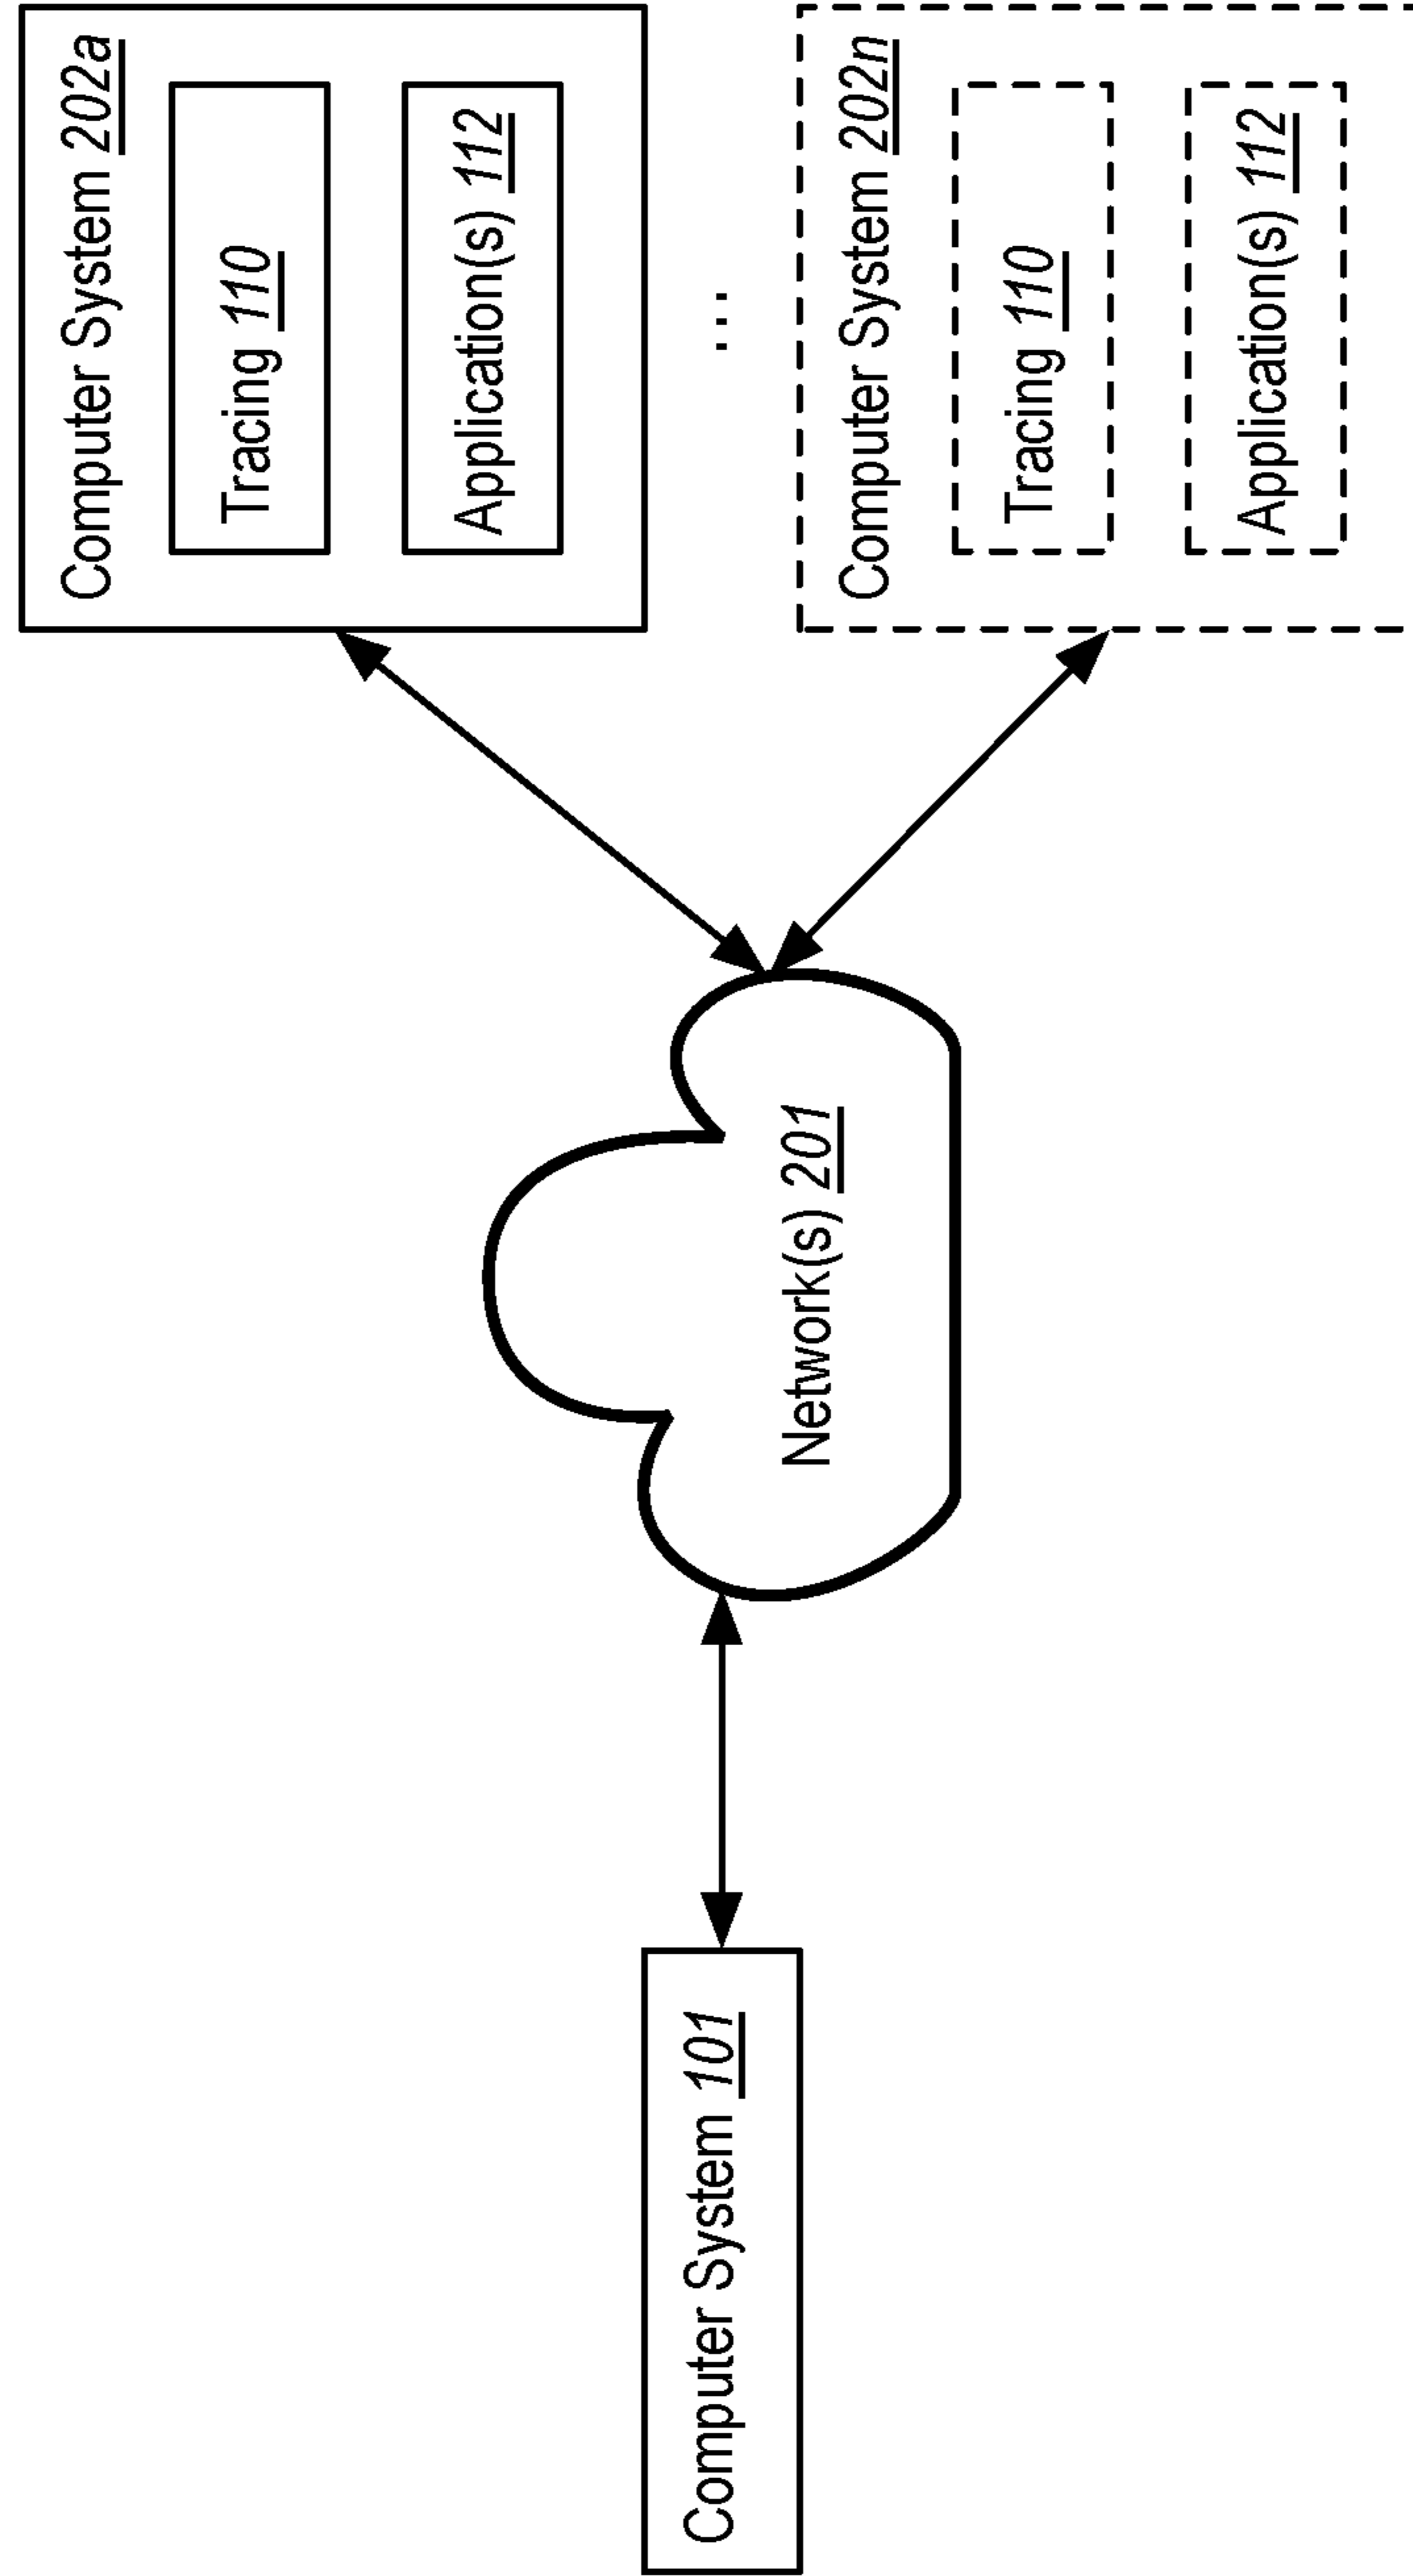 Computer System 101
Network(s) 201
Computer System 202a
Tracing 110
Application(s) 112
...
Computer System 202n
Tracing 110
Application(s) 112